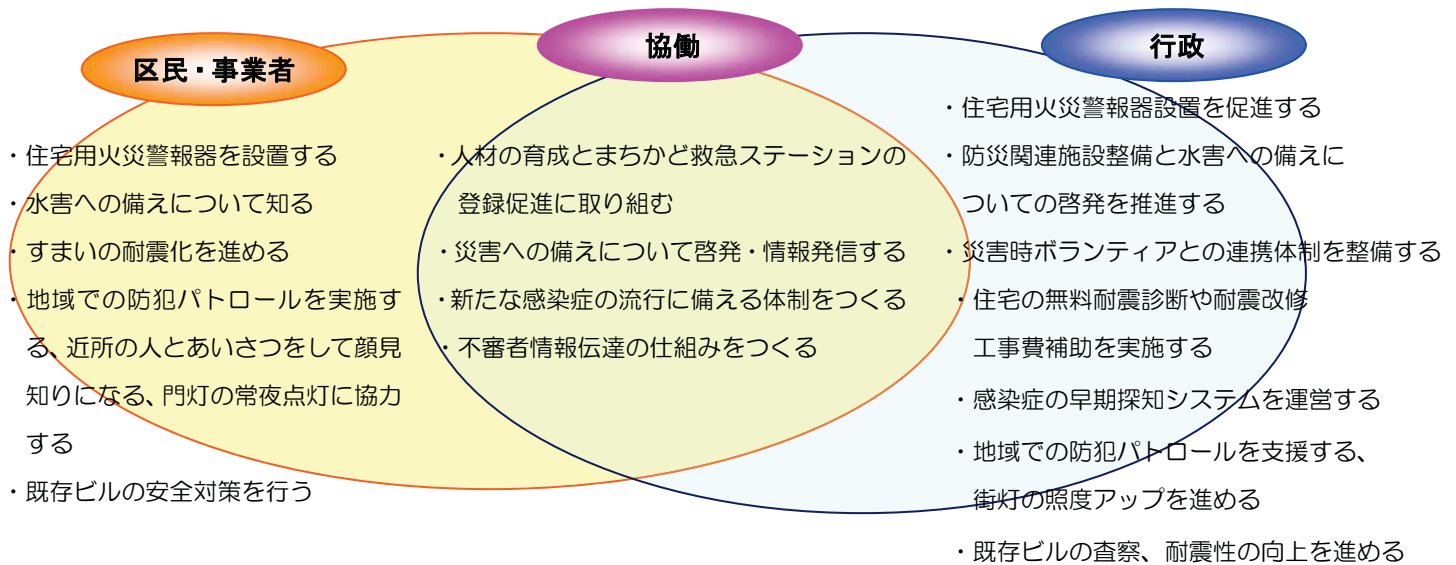 区民・事業者
・住宅用火災警報器を設置する
・水害への備えについて知る
・すまいの耐震化を進める
・地域での防犯パトロールを実施す
る、近所の人とあいさつをして顔見
知りになる、門灯の常夜点灯に協力
する
・既存ビルの安全対策を行う
協働
・人材の育成とまちかど救急ステーションの
登録促進に取り組む
・災害への備えについて啓発・情報発信する
・新たな感染症の流行に備える体制をつくる
・不審者情報伝達の仕組みをつくる
行政
・住宅用火災警報器設置を促進する
・防災関連施設整備と水害への備えに
ついての啓発を推進する
・災害時ボランティアとの連携体制を整備する
・住宅の無料耐震診断や耐震改修
工事費補助を実施する
・感染症の早期探知システムを運営する
・地域での防犯パトロールを支援する、
街灯の照度アップを進める
・既存ビルの査察、耐震性の向上を進める